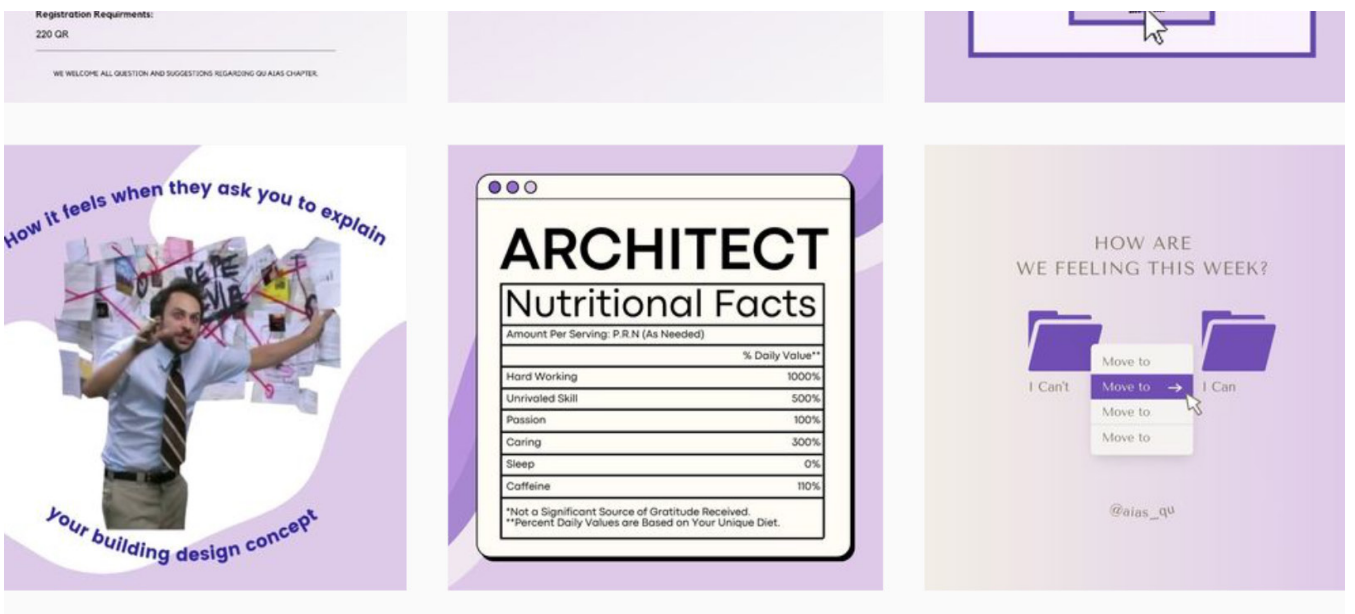 Registration Requirments:
220 QR
WE WELCOME ALL QUESTION AND SUGGESTIONS REGARDING QU AIAS CHAPTER.
How it feels when they ask you to explain
PEPE
SILVIA
your building design concept
ARCHITECT
Nutritional Facts
Amount Per Serving: P.R.N (As Needed)
% Daily Value**
Hard Working 1000%
Unrivaled Skill 500%
Passion 100%
Caring 300%
Sleep 0%
Caffeine 110%
*Not a Significant Source of Gratitude Received.
**Percent Daily Values are Based on Your Unique Diet.
HOW ARE
WE FEELING THIS WEEK?
Move to
I Can't
Move to →
I Can
Move to
Move to
@aias_qu